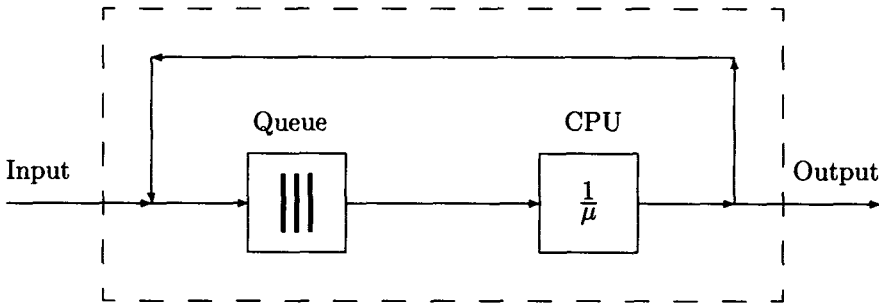 Queue
CPU
Input
1
μ
Output